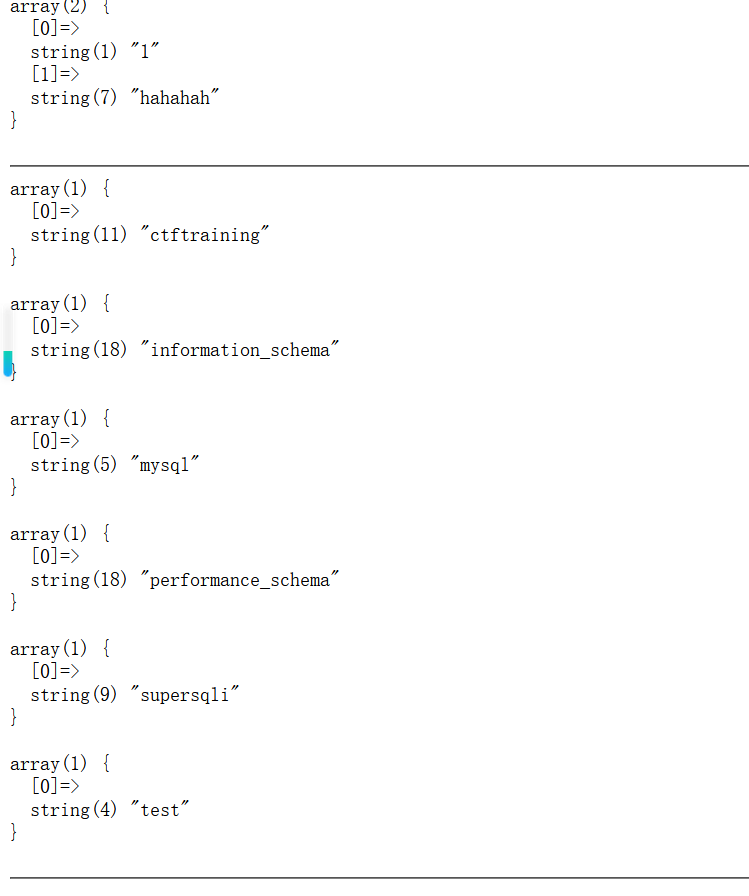 array(2) {
[0]=>
string(1) "1"
[1]=>
string(7) "hahahah"
}
array(1) {
[0]=>
string(11) "ctftraining"
}
array(1) {
[0]=>
string(18) "information_schema"
}
array(1) {
[0]=>
string(5) "mysql"
}
array(1) {
[0]=>
string(18) "performance_schema"
}
array(1) {
[0]=>
string(9) "supersqli"
}
array(1) {
[0]=>
string(4) "test"
}